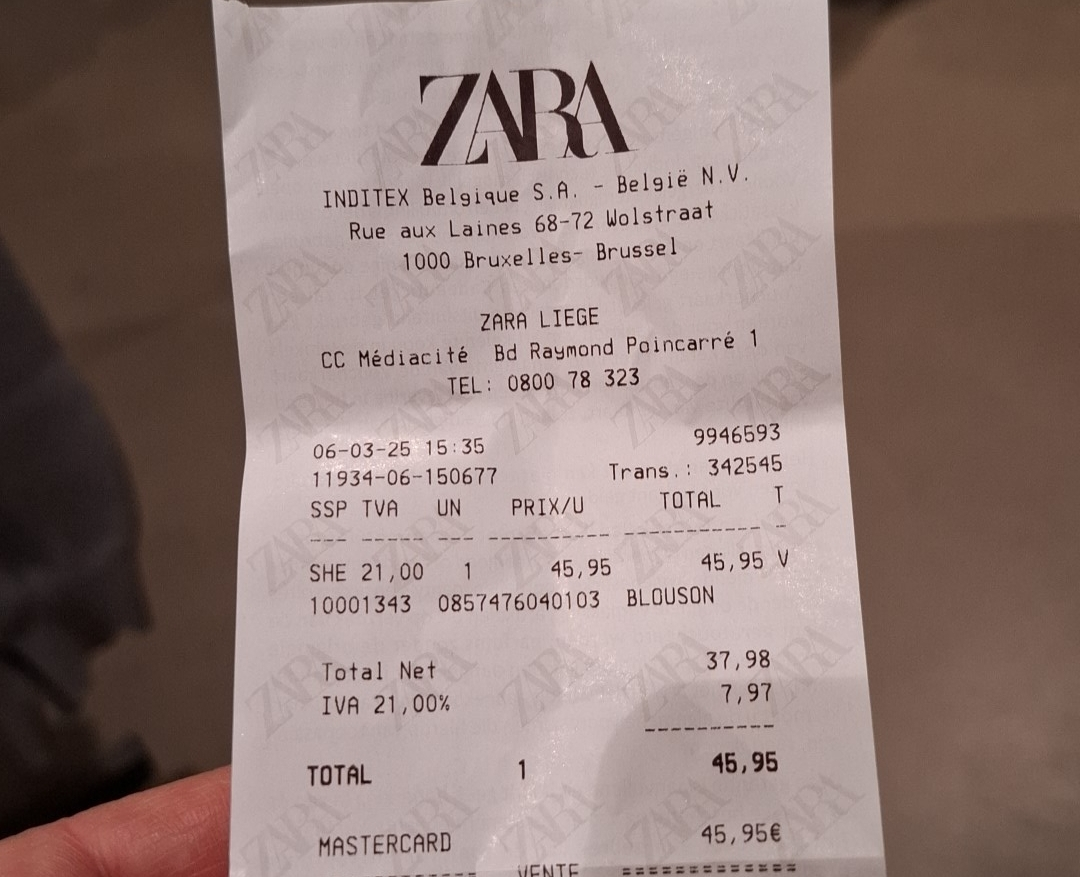 ZARA
INDITEX Belgique S.A. - België N.V.
Rue aux Laines 68-72 Wolstraat
1000 Bruxelles- Brussel
ZARA LIEGE
CC Médiacité Bd Raymond Poincarré 1
TEL: 0800 78 323
06-03-25 15:35 9946593
11934-06-150677 Trans.: 342545
SSP TVA UN PRIX/U TOTAL T
--- ----- --- ---------- ----------- -
SHE 21,00 1 45,95 45,95 V
10001343 0857476040103 BLOUSON
Total Net 37,98
IVA 21,00% 7,97
----------
TOTAL 1 45,95
MASTERCARD 45,95€
VENTE